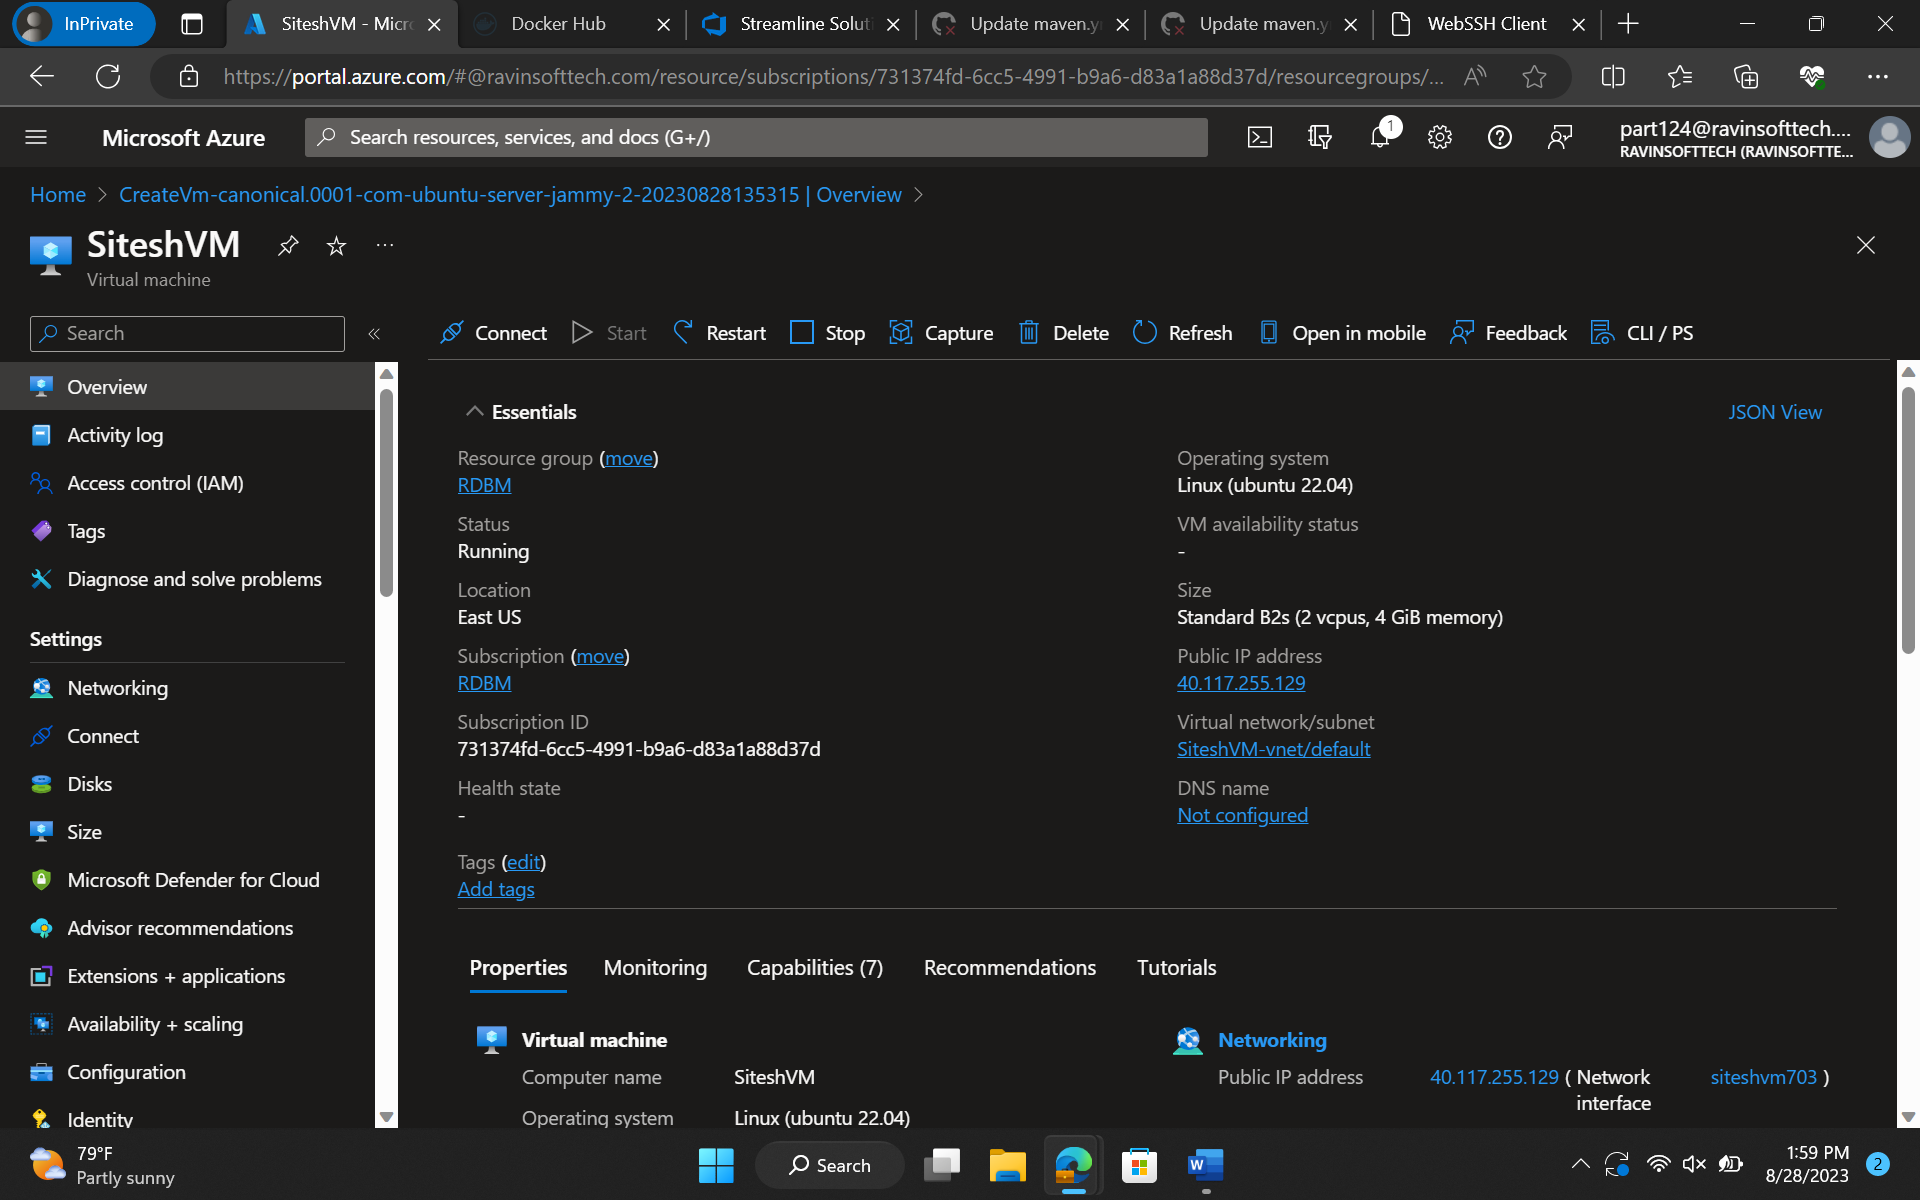 InPrivate
SiteshVM - Micr
Docker Hub
Streamline Soluti
Update maven.y
Update maven.y
WebSSH Client
https://portal.azure.com/#@ravinsofttech.com/resource/subscriptions/731374fd-6cc5-4991-b9a6-d83a1a88d37d/resourcegroups/...
Microsoft Azure
Search resources, services, and docs (G+/)
1
part124@ravinsofttech....
RAVINSOFTTECH (RAVINSOFTTE...
Home > CreateVm-canonical.0001-com-ubuntu-server-jammy-2-20230828135315 | Overview >
SiteshVM
Virtual machine
Search
Connect
Start
Restart
Stop
Capture
Delete
Refresh
Open in mobile
Feedback
CLI / PS
Overview
Activity log
Access control (IAM)
Tags
Diagnose and solve problems
Settings
Networking
Connect
Disks
Size
Microsoft Defender for Cloud
Advisor recommendations
Extensions + applications
Availability + scaling
Configuration
Identity
Essentials
JSON View
Resource group (move)
RDBM
Status
Running
Location
East US
Subscription (move)
RDBM
Subscription ID
731374fd-6cc5-4991-b9a6-d83a1a88d37d
Health state
-
Operating system
Linux (ubuntu 22.04)
VM availability status
-
Size
Standard B2s (2 vcpus, 4 GiB memory)
Public IP address
40.117.255.129
Virtual network/subnet
SiteshVM-vnet/default
DNS name
Not configured
Tags (edit)
Add tags
Properties
Monitoring
Capabilities (7)
Recommendations
Tutorials
Virtual machine
Computer name SiteshVM
Operating system Linux (ubuntu 22.04)
Networking
Public IP address 40.117.255.129 ( Network siteshvm703 )
interface
79°F
Partly sunny
Search
W
1:59 PM
8/28/2023
2